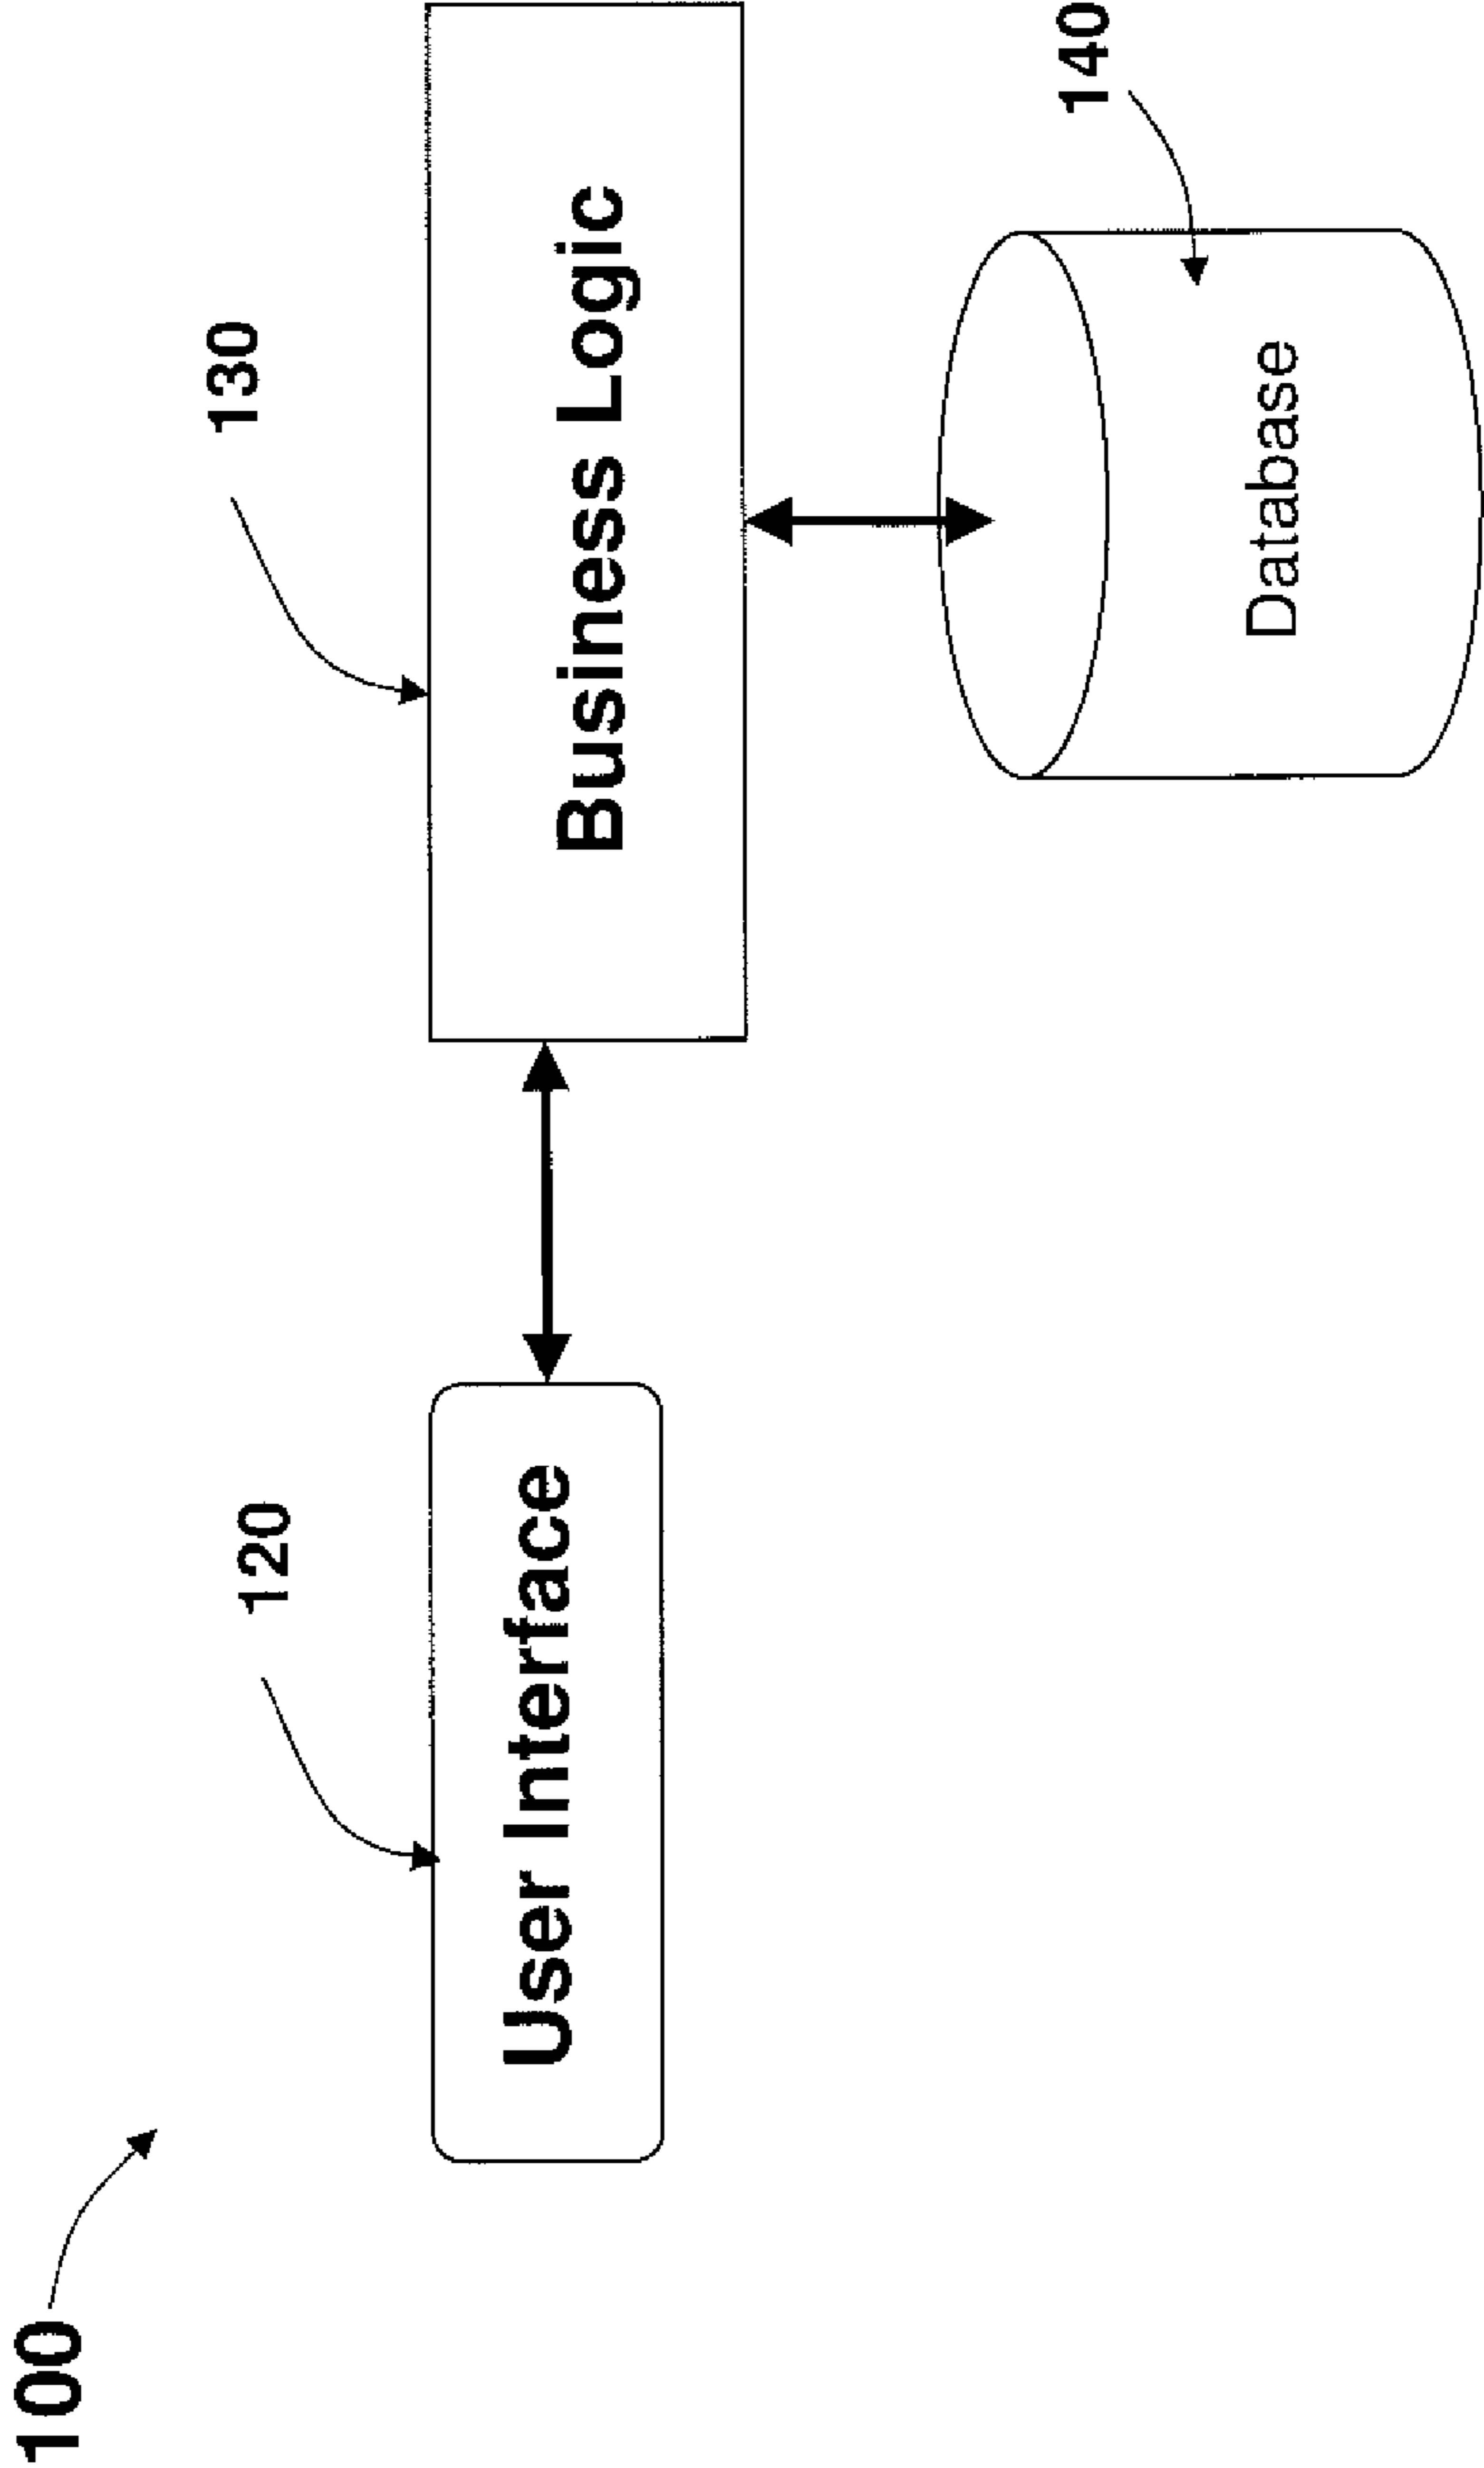 100
120
130
User Interface
Business Logic
140
Database